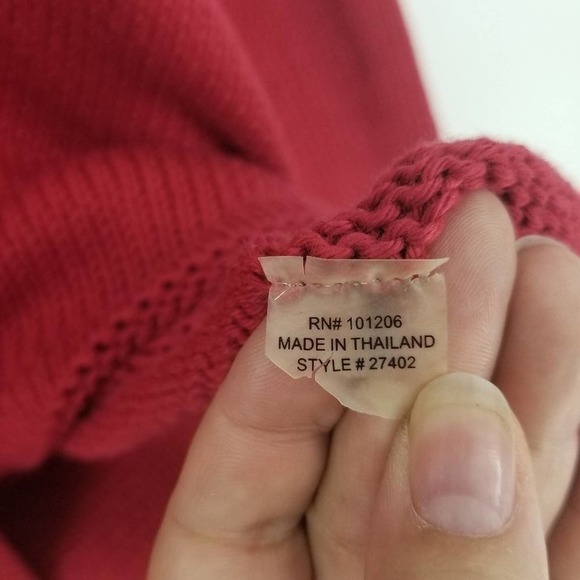 RN# 101206
MADE IN THAILAND
STYLE # 27402